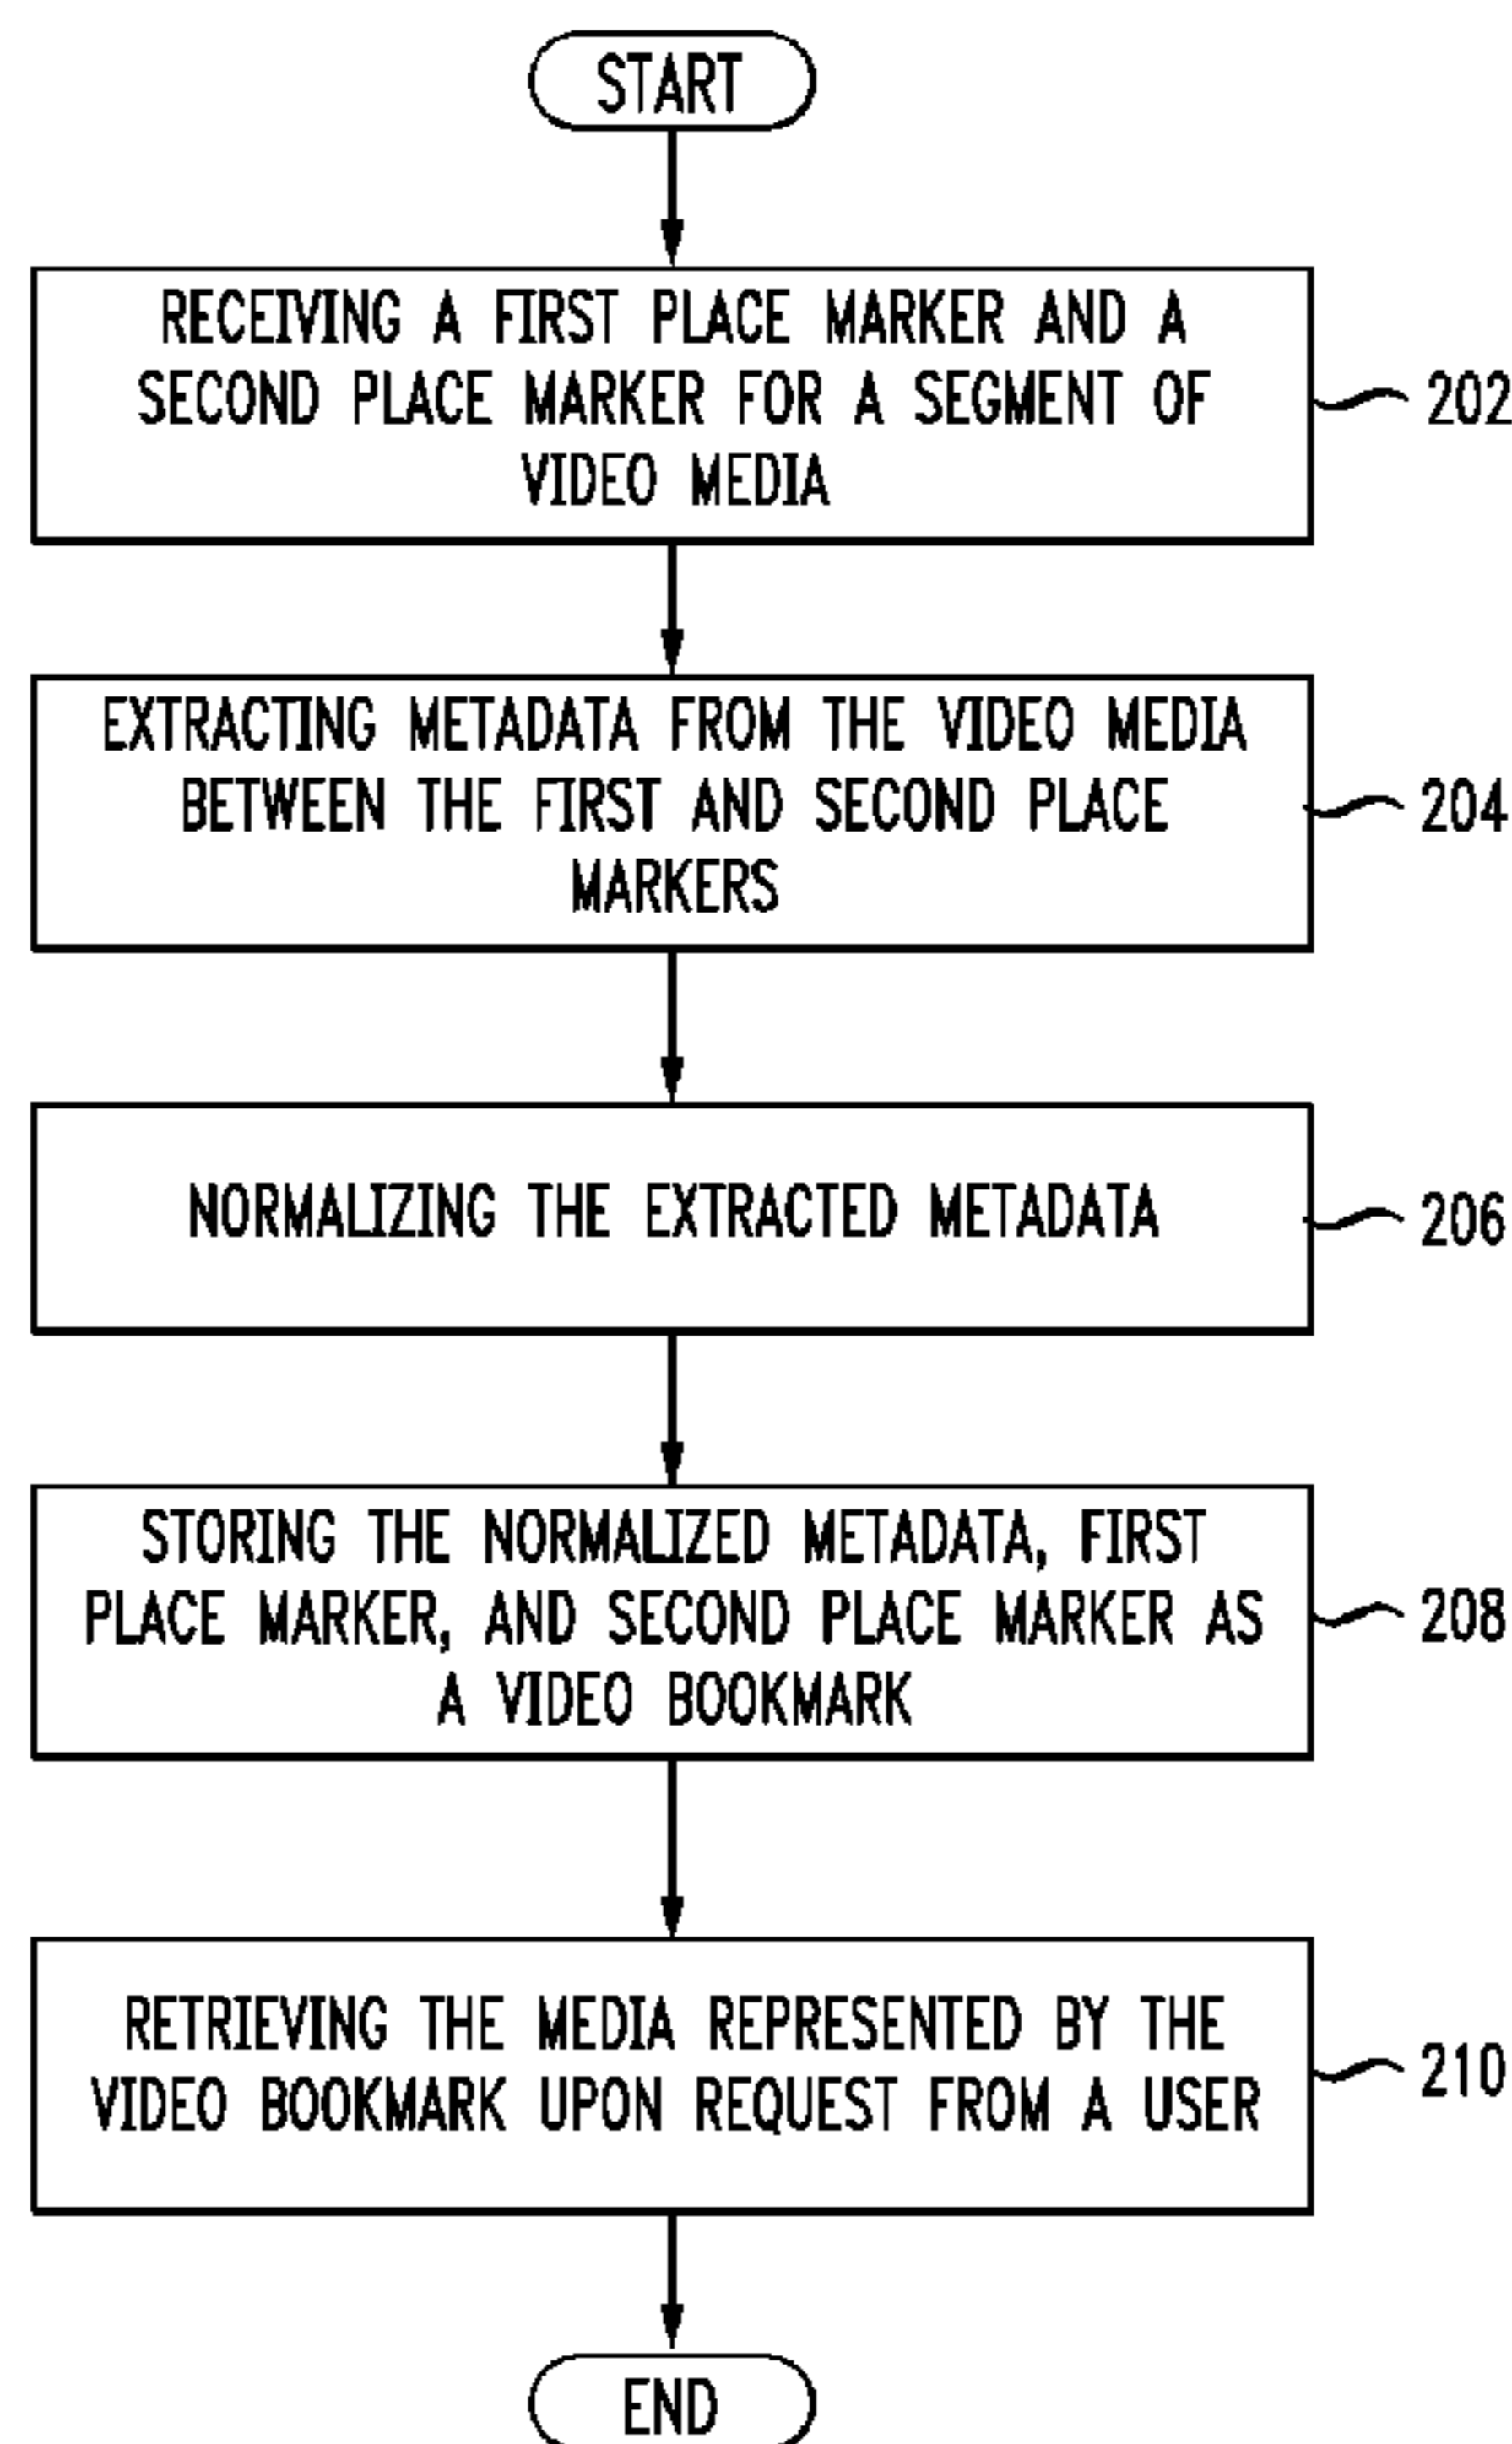 START
RECEIVING A FIRST PLACE MARKER AND A
SECOND PLACE MARKER FOR A SEGMENT OF
VIDEO MEDIA
202
EXTRACTING METADATA FROM THE VIDEO MEDIA
BETWEEN THE FIRST AND SECOND PLACE
MARKERS
204
NORMALIZING THE EXTRACTED METADATA
206
STORING THE NORMALIZED METADATA, FIRST
PLACE MARKER, AND SECOND PLACE MARKER AS
A VIDEO BOOKMARK
208
RETRIEVING THE MEDIA REPRESENTED BY THE
VIDEO BOOKMARK UPON REQUEST FROM A USER
210
END